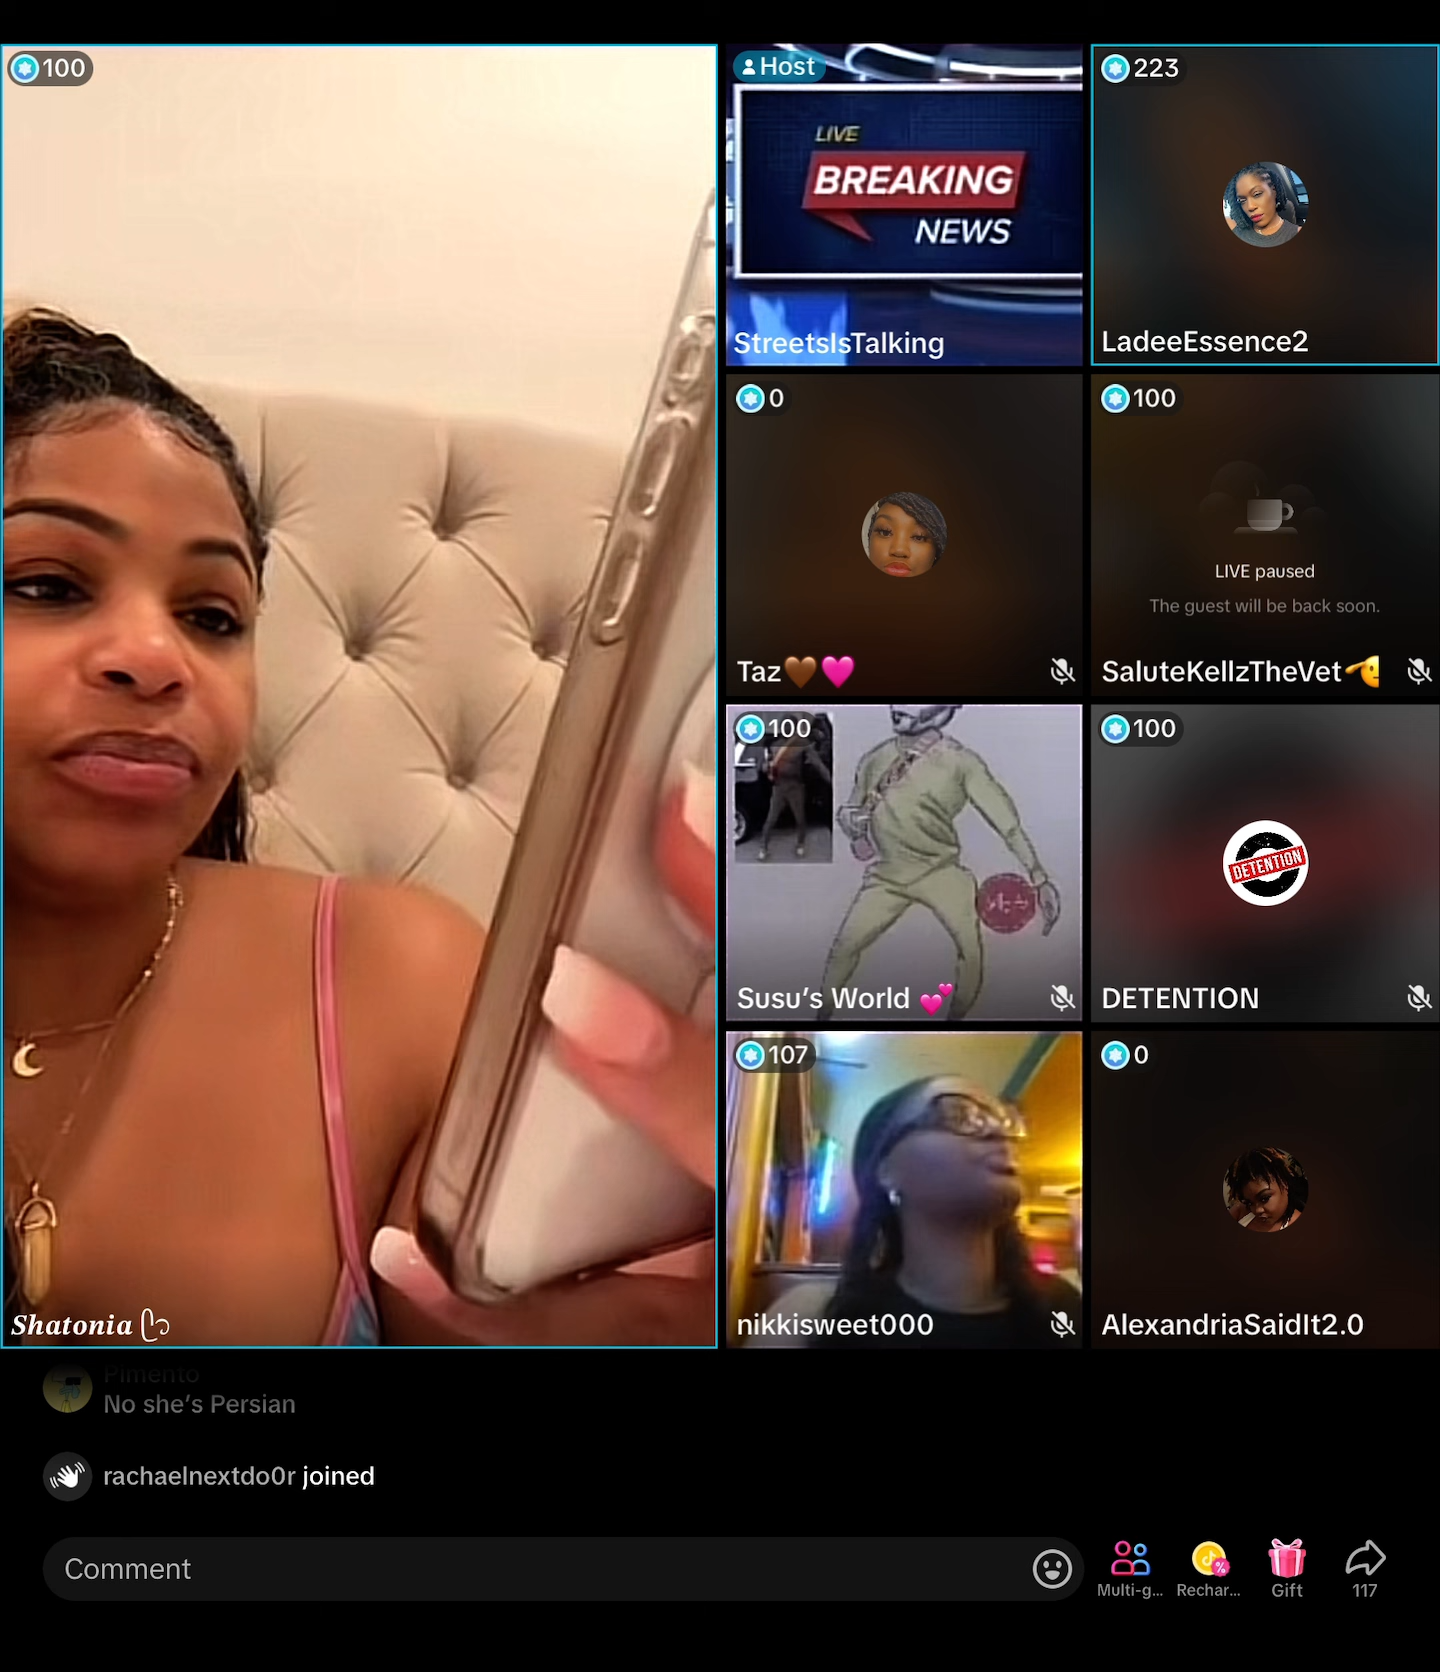 100
Shatonia
Host
LIVE
BREAKING
NEWS
StreetsIsTalking
223
LadeeEssence2
0
Taz🤎🩷
100
LIVE paused
The guest will be back soon.
SaluteKellzTheVet🫡
100
Susu’s World 💕
100
DETENTION
DETENTION
107
nikkisweet000
0
AlexandriaSaidIt2.0
Pimento
No she’s Persian
rachaelnextdo0r joined
Comment
Multi-g...
Rechar...
Gift
117